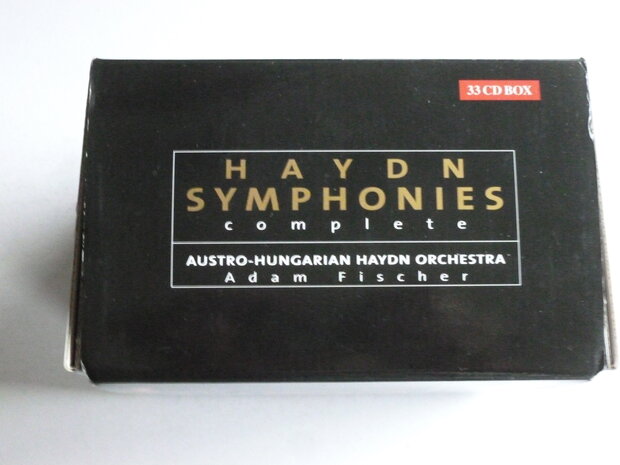 33 CD BOX
HAYDN
SYMPHONIES
complete
AUSTRO-HUNGARIAN HAYDN ORCHESTRA
Adam Fischer